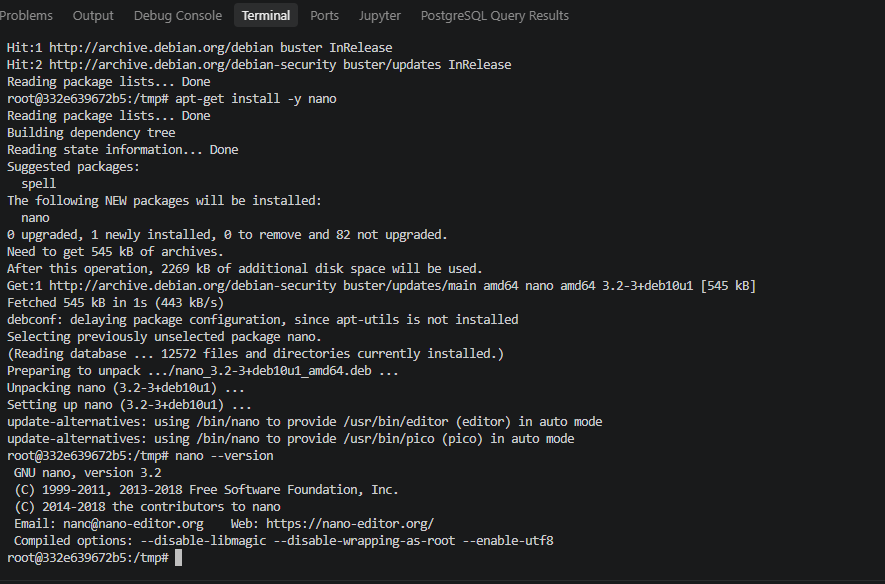 Problems Output Debug Console Terminal Ports Jupyter PostgreSQL Query Results
Hit:1 http://archive.debian.org/debian buster InRelease
Hit:2 http://archive.debian.org/debian-security buster/updates InRelease
Reading package lists... Done
root@332e639672b5:/tmp# apt-get install -y nano
Reading package lists... Done
Building dependency tree
Reading state information... Done
Suggested packages:
  spell
The following NEW packages will be installed:
  nano
0 upgraded, 1 newly installed, 0 to remove and 82 not upgraded.
Need to get 545 kB of archives.
After this operation, 2269 kB of additional disk space will be used.
Get:1 http://archive.debian.org/debian-security buster/updates/main amd64 nano amd64 3.2-3+deb10u1 [545 kB]
Fetched 545 kB in 1s (443 kB/s)
debconf: delaying package configuration, since apt-utils is not installed
Selecting previously unselected package nano.
(Reading database ... 12572 files and directories currently installed.)
Preparing to unpack .../nano_3.2-3+deb10u1_amd64.deb ...
Unpacking nano (3.2-3+deb10u1) ...
Setting up nano (3.2-3+deb10u1) ...
update-alternatives: using /bin/nano to provide /usr/bin/editor (editor) in auto mode
update-alternatives: using /bin/nano to provide /usr/bin/pico (pico) in auto mode
root@332e639672b5:/tmp# nano --version
 GNU nano, version 3.2
 (C) 1999-2011, 2013-2018 Free Software Foundation, Inc.
 (C) 2014-2018 the contributors to nano
 Email: nano@nano-editor.org    Web: https://nano-editor.org/
 Compiled options: --disable-libmagic --disable-wrapping-as-root --enable-utf8
root@332e639672b5:/tmp#